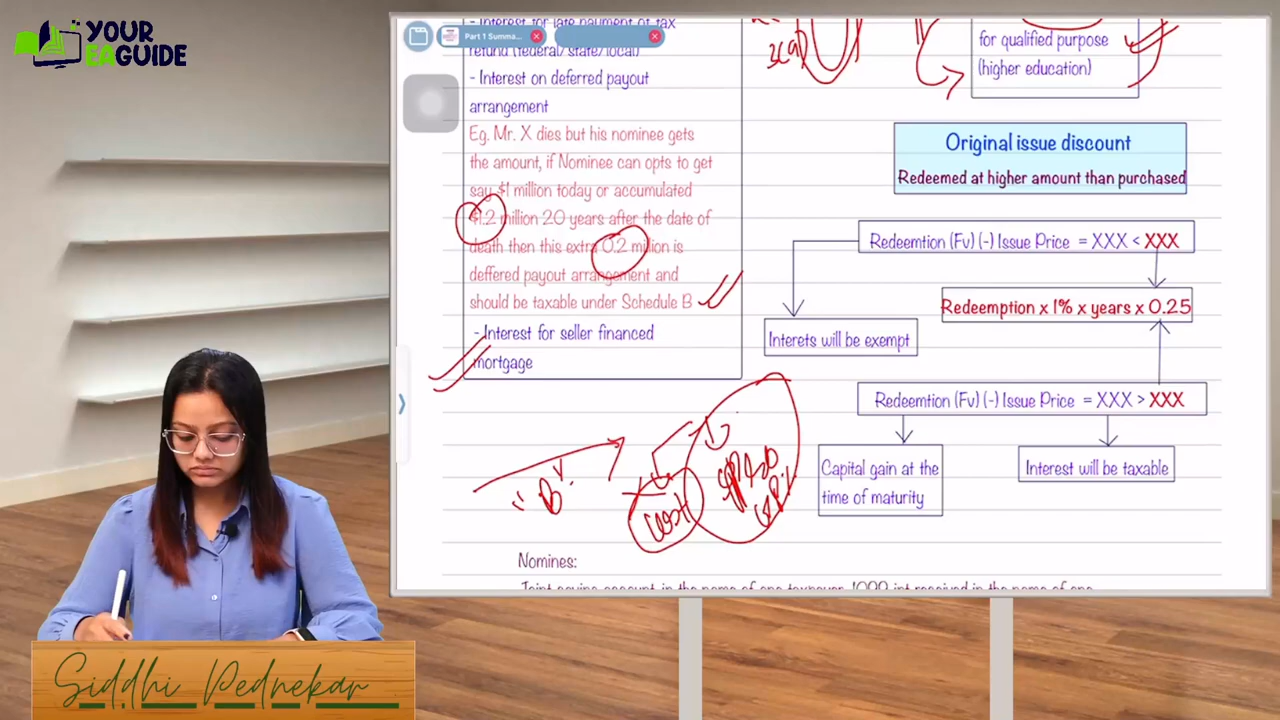 YOUR
EAGUIDE
- Interest for late payment of tax
refund (federal/state/local)
- Interest on deferred payout
arrangement
Eg. Mr. X dies but his nominee gets
the amount, if Nominee can opts to get
say $1 million today or accumulated
$1.2 million 20 years after the date of
death then this extra 0.2 million is
deffered payout arrangement and
should be taxable under Schedule B
- Interest for seller financed
mortgage
Part 1 Summa...
for qualified purpose
(higher education)
Original issue discount
Redeemed at higher amount than purchased
Redeemtion (Fv) (-) Issue Price = XXX < XXX
Redeemption x 1% x years x 0.25
Interets will be exempt
Redeemtion (Fv) (-) Issue Price = XXX > XXX
Capital gain at the
time of maturity
Interest will be taxable
"B"
cost
Nomines:
Siddhi Pednekar